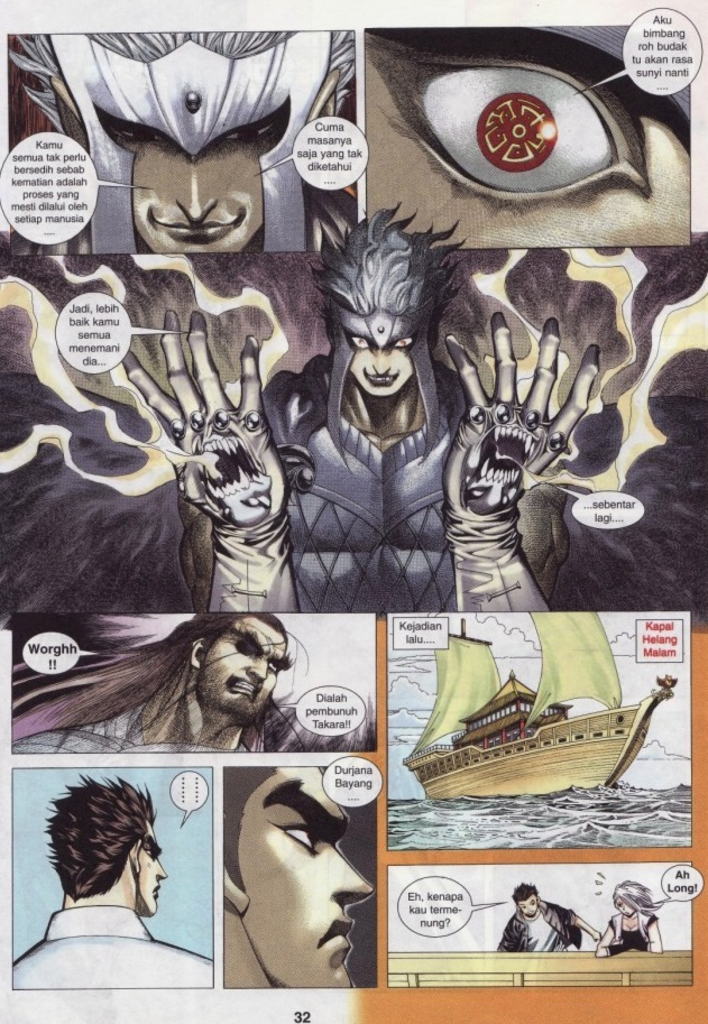 Kamu
semua tak perlu
bersedih sebab
kematian adalah
proses yang
mesti dilalui oleh
setiap manusia
....
Cuma
masanya
saja yang tak
diketahui
....
Aku
bimbang
roh budak
tu akan rasa
sunyi nanti
....
Jadi, lebih
baik kamu
semua
menemani
dia...
...sebentar
lagi....
Worghh
!!
Dialah
pembunuh
Takara!!
......
Durjana
Bayang
....
Kejadian
lalu....
Kapal
Helang
Malam
Eh, kenapa
kau terme-
nung?
Ah
Long!
32